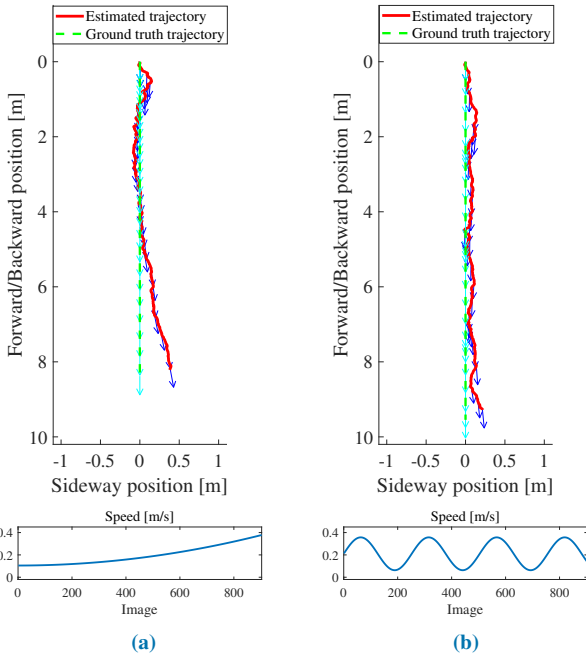 Estimated trajectory
Ground truth trajectory
0
2
4
6
8
10
Forward/Backward position [m]
-1 -0.5 0 0.5 1
Sideway position [m]
Speed [m/s]
0.4
0.2
0
0 200 400 600 800
Image
(a)
Estimated trajectory
Ground truth trajectory
0
2
4
6
8
10
Forward/Backward position [m]
-1 -0.5 0 0.5 1
Sideway position [m]
Speed [m/s]
0.4
0.2
0
0 200 400 600 800
Image
(b)